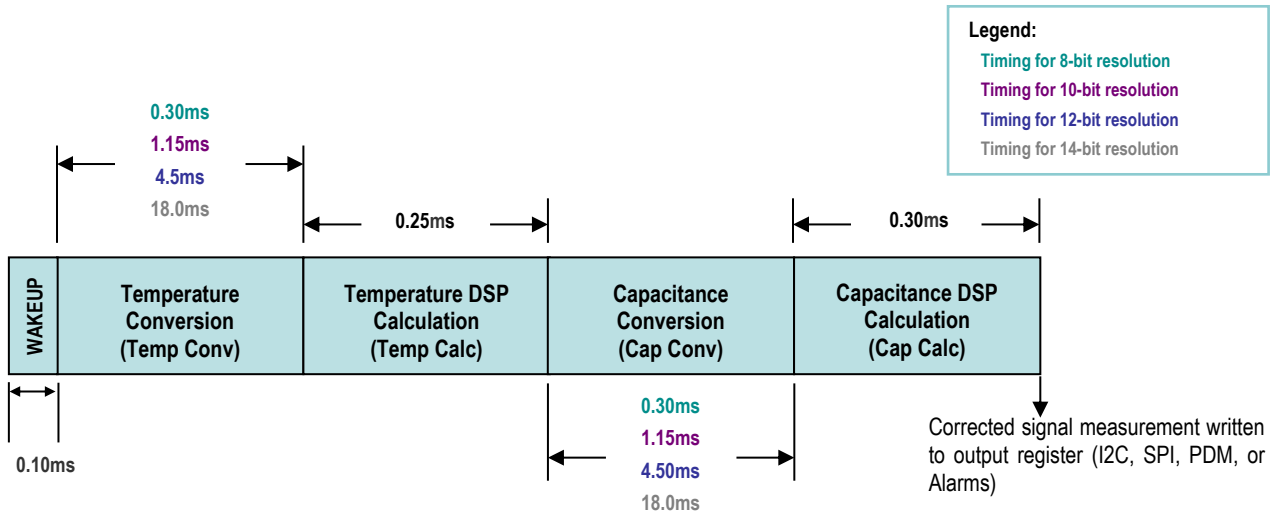 Legend:
Timing for 8-bit resolution
Timing for 10-bit resolution
Timing for 12-bit resolution
Timing for 14-bit resolution
0.30ms
1.15ms
4.5ms
18.0ms
0.25ms
0.30ms
WAKEUP
Temperature
Conversion
(Temp Conv)
Temperature DSP
Calculation
(Temp Calc)
Capacitance
Conversion
(Cap Conv)
Capacitance DSP
Calculation
(Cap Calc)
0.10ms
0.30ms
1.15ms
4.50ms
18.0ms
Corrected signal measurement written
to output register (I2C, SPI, PDM, or
Alarms)